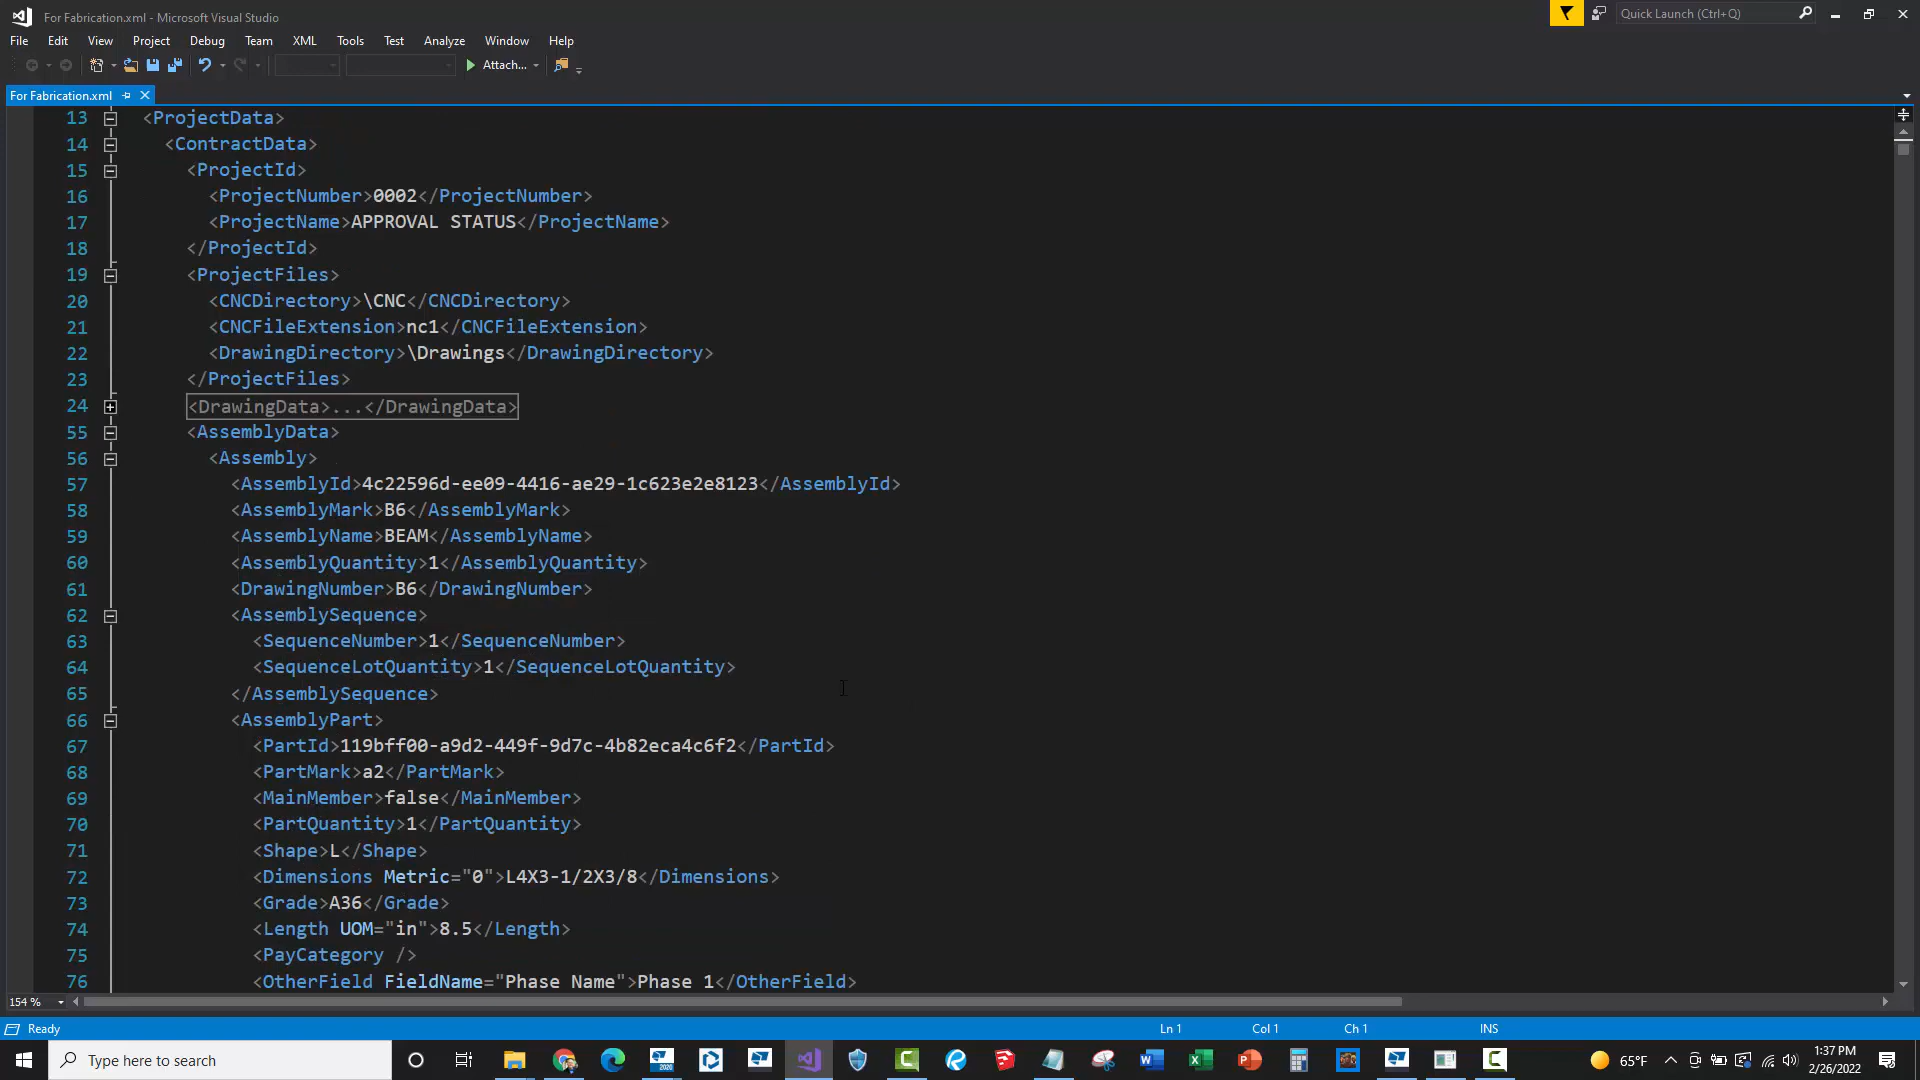 For Fabrication.xml - Microsoft Visual Studio
Quick Launch (Ctrl+Q)
File Edit View Project Debug Team XML Tools Test Analyze Window Help
Attach...
For Fabrication.xml
13 <ProjectData>
14 <ContractData>
15 <ProjectId>
16 <ProjectNumber>0002</ProjectNumber>
17 <ProjectName>APPROVAL STATUS</ProjectName>
18 </ProjectId>
19 <ProjectFiles>
20 <CNCDirectory>\CNC</CNCDirectory>
21 <CNCFileExtension>nc1</CNCFileExtension>
22 <DrawingDirectory>\Drawings</DrawingDirectory>
23 </ProjectFiles>
24 <DrawingData>...</DrawingData>
55 <AssemblyData>
56 <Assembly>
57 <AssemblyId>4c22596d-ee09-4416-ae29-1c623e2e8123</AssemblyId>
58 <AssemblyMark>B6</AssemblyMark>
59 <AssemblyName>BEAM</AssemblyName>
60 <AssemblyQuantity>1</AssemblyQuantity>
61 <DrawingNumber>B6</DrawingNumber>
62 <AssemblySequence>
63 <SequenceNumber>1</SequenceNumber>
64 <SequenceLotQuantity>1</SequenceLotQuantity>
65 </AssemblySequence>
66 <AssemblyPart>
67 <PartId>119bff00-a9d2-449f-9d7c-4b82eca4c6f2</PartId>
68 <PartMark>a2</PartMark>
69 <MainMember>false</MainMember>
70 <PartQuantity>1</PartQuantity>
71 <Shape>L</Shape>
72 <Dimensions Metric="0">L4X3-1/2X3/8</Dimensions>
73 <Grade>A36</Grade>
74 <Length UOM="in">8.5</Length>
75 <PayCategory />
76 <OtherField FieldName="Phase Name">Phase 1</OtherField>
154 %
Ready Ln 1 Col 1 Ch 1 INS
Type here to search
65°F
1:37 PM
2/26/2022